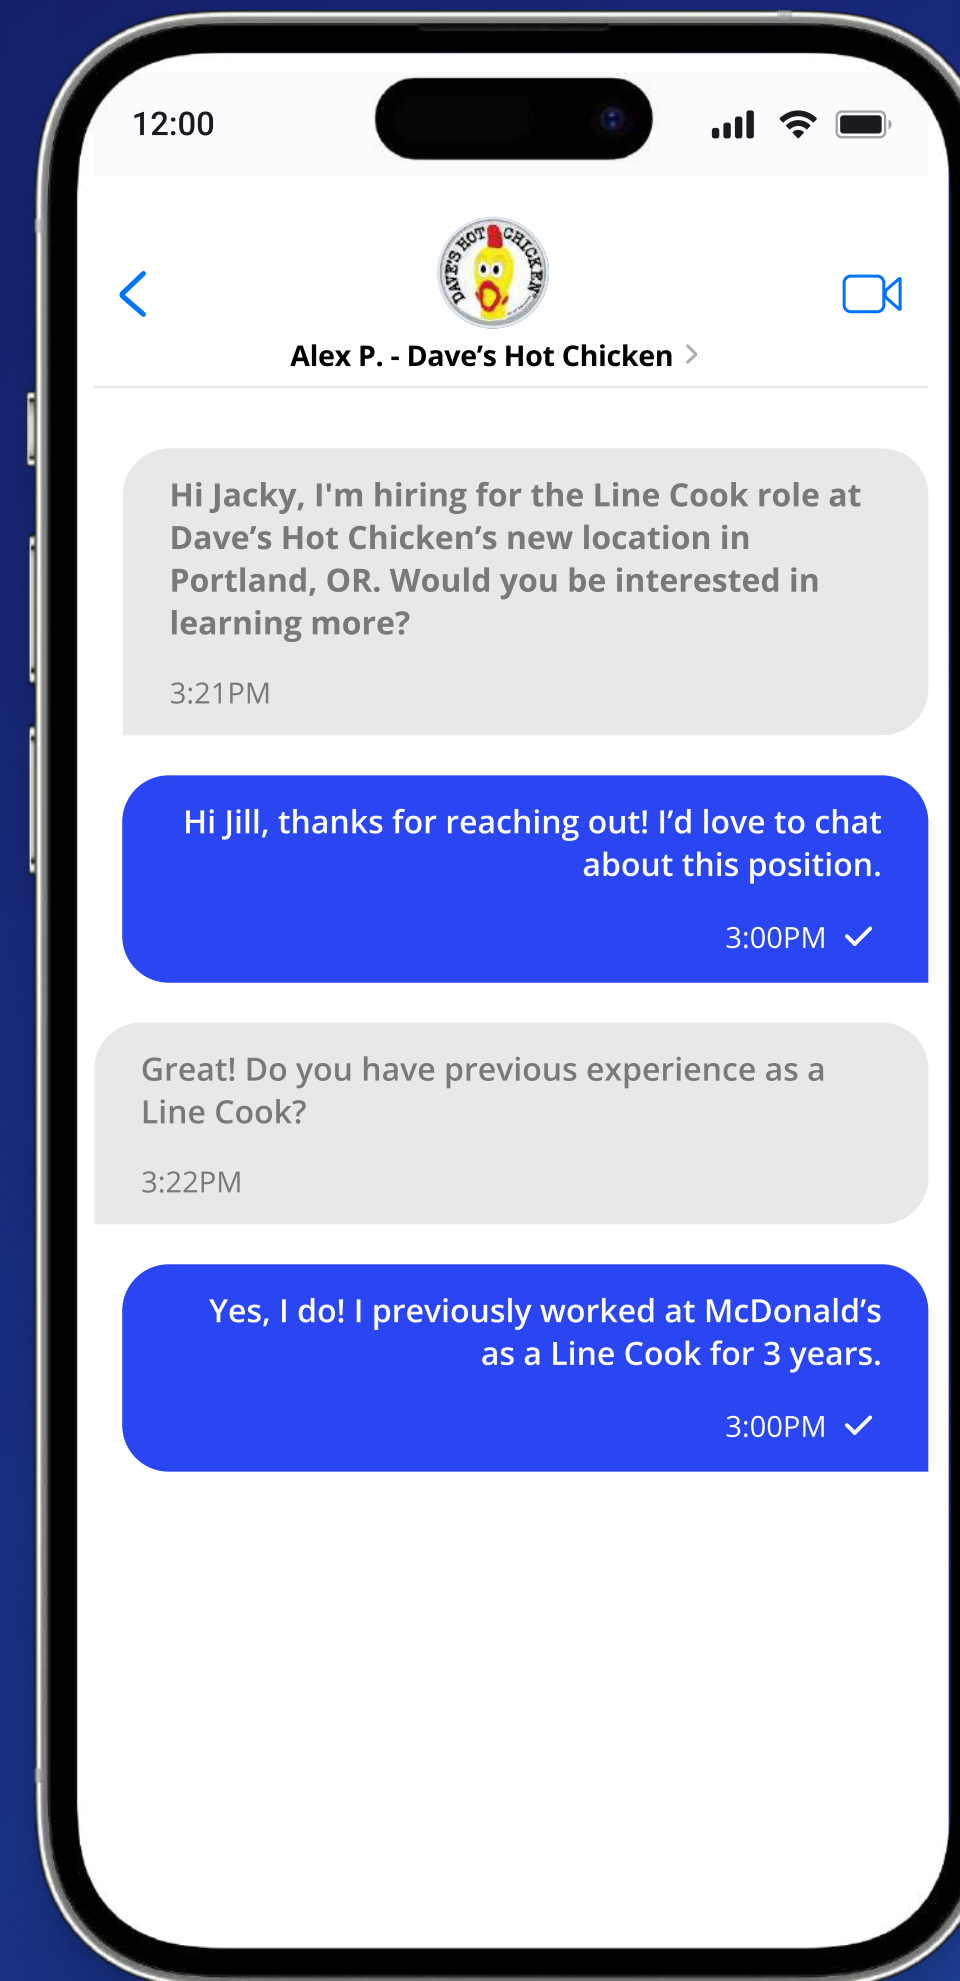 12:00
DAVE'S HOT CHICKEN
Alex P. - Dave’s Hot Chicken
Hi Jacky, I'm hiring for the Line Cook role at
Dave’s Hot Chicken’s new location in
Portland, OR. Would you be interested in
learning more?
3:21PM
Hi Jill, thanks for reaching out! I’d love to chat
about this position.
3:00PM
Great! Do you have previous experience as a
Line Cook?
3:22PM
Yes, I do! I previously worked at McDonald’s
as a Line Cook for 3 years.
3:00PM